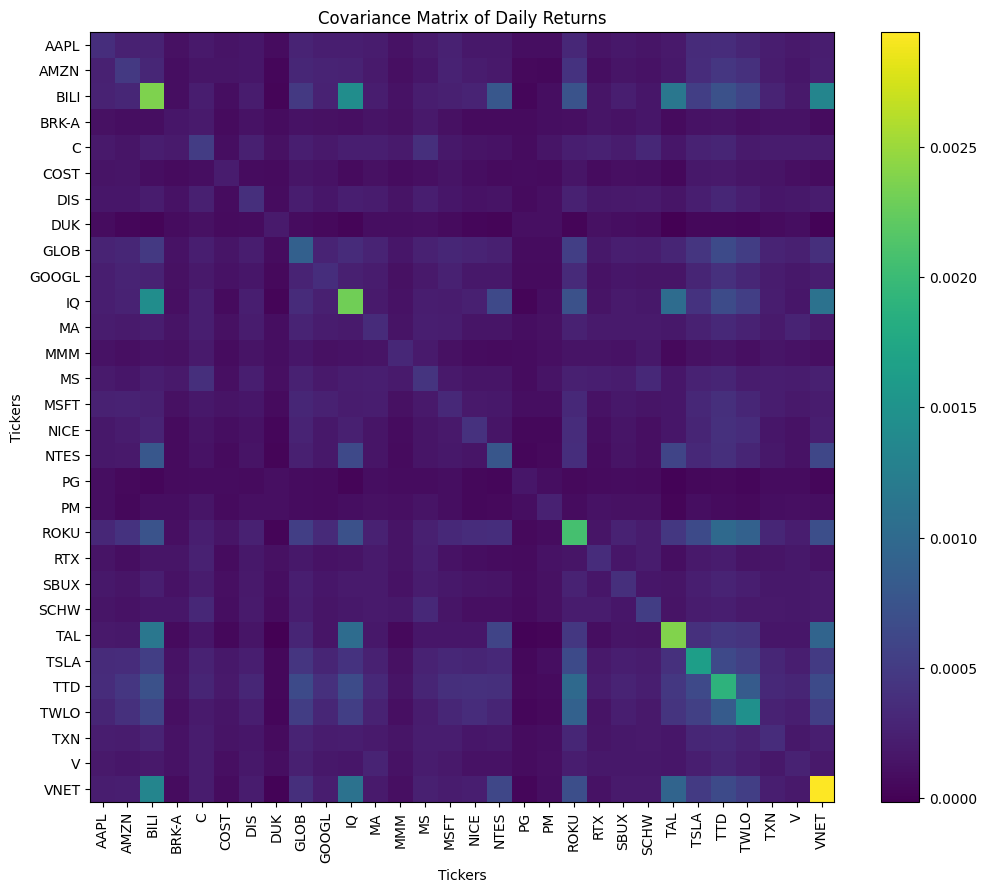 Covariance Matrix of Daily Returns
Tickers
AAPL
AMZN
BILI
BRK-A
C
COST
DIS
DUK
GLOB
GOOGL
IQ
MA
MMM
MS
MSFT
NICE
NTES
PG
PM
ROKU
RTX
SBUX
SCHW
TAL
TSLA
TTD
TWLO
TXN
V
VNET
AAPL AMZN BILI BRK-A C COST DIS DUK GLOB GOOGL IQ MA MMM MS MSFT NICE NTES PG PM ROKU RTX SBUX SCHW TAL TSLA TTD TWLO TXN V VNET
Tickers
0.0025
0.0020
0.0015
0.0010
0.0005
0.0000